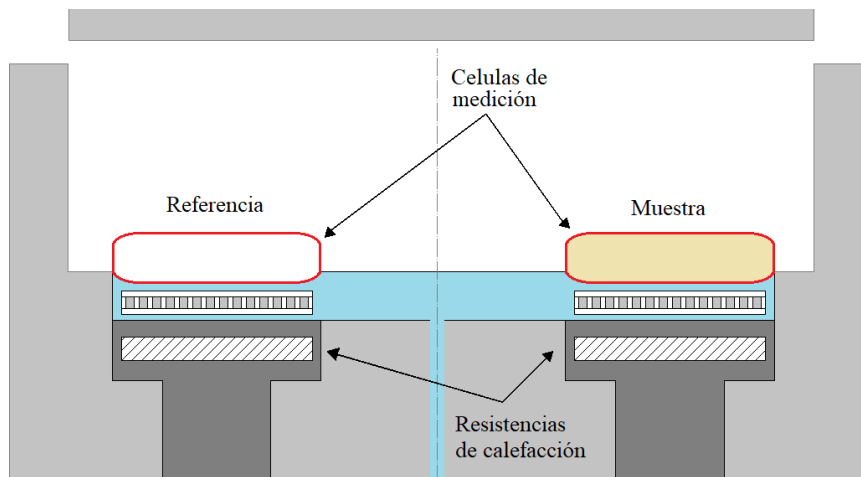 Celulas de
medición
Referencia
Muestra
Resistencias
de calefacción